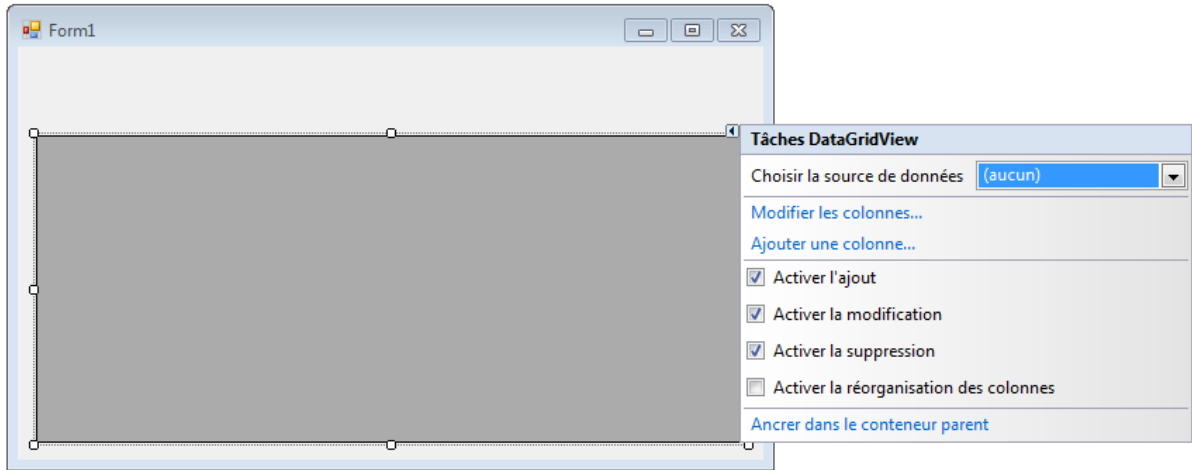 Form1
Tâches DataGridView
Choisir la source de données (aucun)
Modifier les colonnes...
Ajouter une colonne...
Activer l'ajout
Activer la modification
Activer la suppression
Activer la réorganisation des colonnes
Ancrer dans le conteneur parent